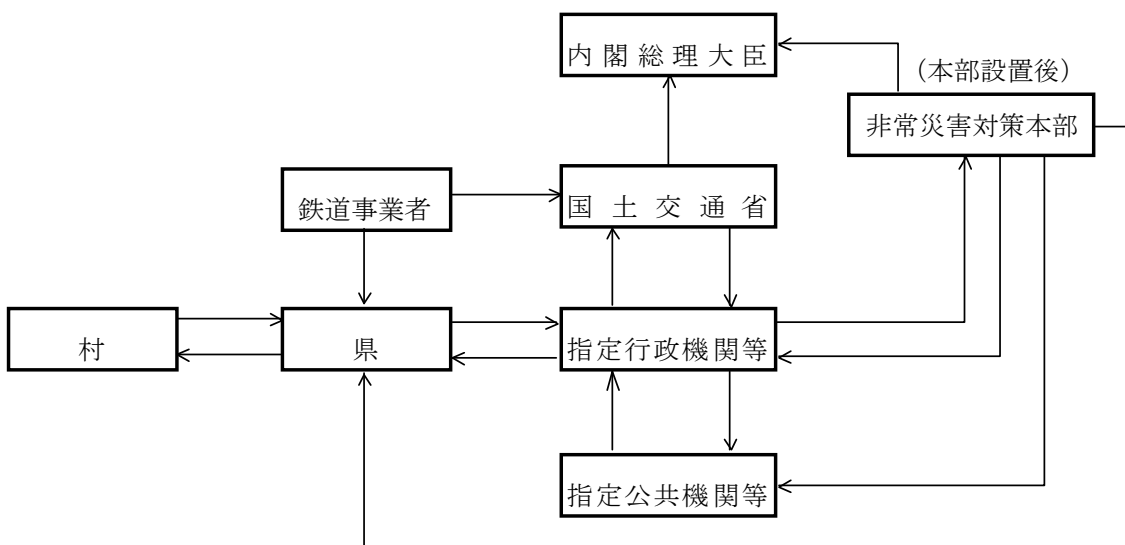 内閣総理大臣
（本部設置後）
非常災害対策本部
鉄道事業者
国土交通省
村
県
指定行政機関等
指定公共機関等